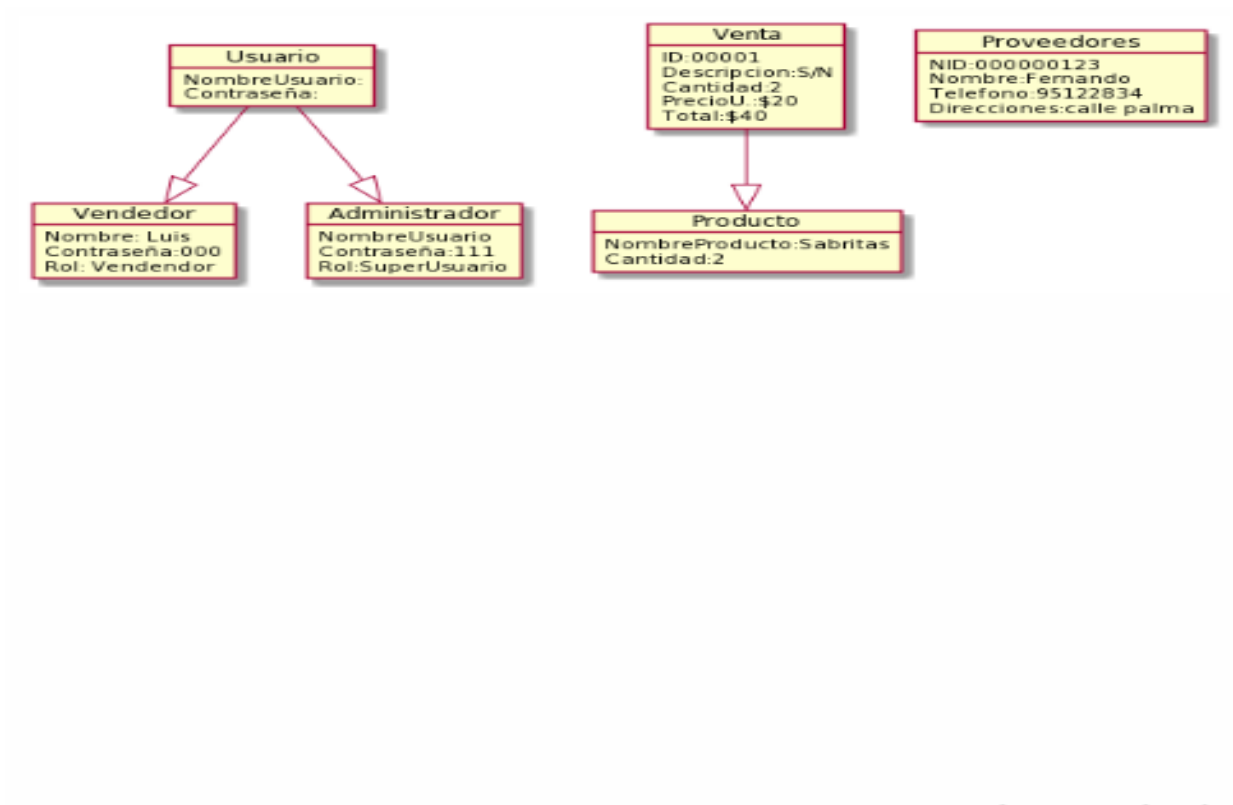 Usuario
NombreUsuario:
Contraseña:
Vendedor
Nombre: Luis
Contraseña:000
Rol: Vendendor
Administrador
NombreUsuario
Contraseña:111
Rol:SuperUsuario
Venta
ID:00001
Descripcion:S/N
Cantidad:2
PrecioU.:$20
Total:$40
Producto
NombreProducto:Sabritas
Cantidad:2
Proveedores
NID:000000123
Nombre:Fernando
Telefono:95122834
Direcciones:calle palma